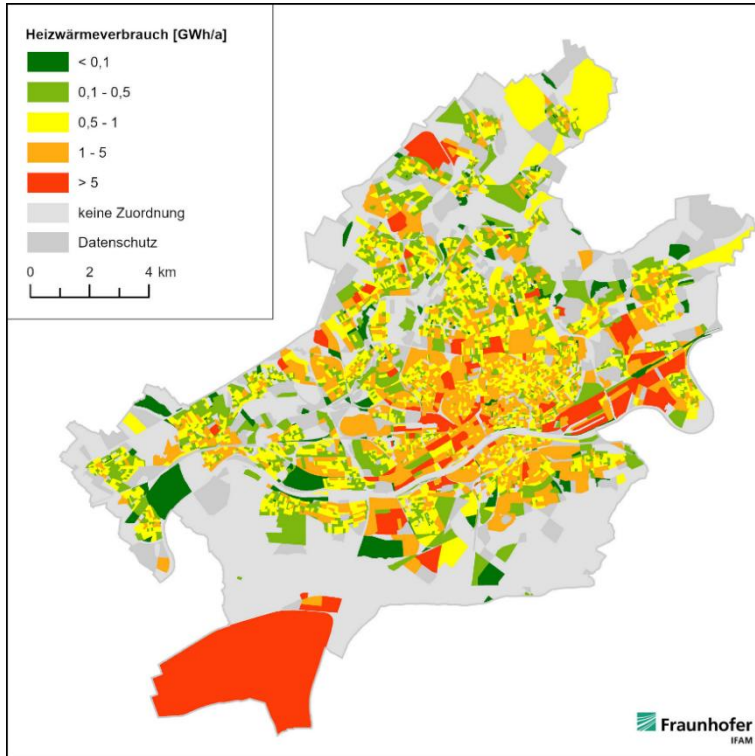 Heizwärmeverbrauch [GWh/a]
< 0,1
0,1 - 0,5
0,5 - 1
1 - 5
> 5
keine Zuordnung
Datenschutz
0 2 4 km
Fraunhofer
IFAM